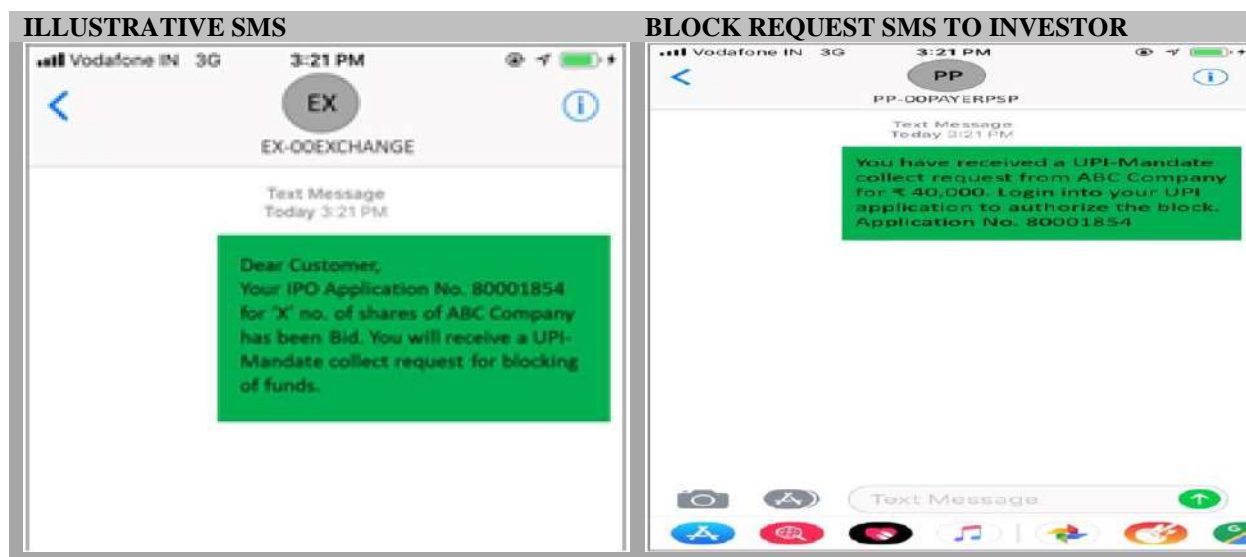 ILLUSTRATIVE SMS
Vodafone IN 3G 3:21 PM
EX
EX-00EXCHANGE
Text Message
Today 3:21 PM
Dear Customer,
Your IPO Application No. 80001854
for 'X' no. of shares of ABC Company
has been Bid. You will receive a UPI-
Mandate collect request for blocking
of funds.
BLOCK REQUEST SMS TO INVESTOR
Vodafone IN 3G 3:21 PM
PP
PP-00PAYERPSP
Text Message
Today 3:21 PM
You have received a UPI-Mandate
collect request from ABC Company
for ₹ 40,000. Login into your UPI
application to authorize the block.
Application No. 80001854
Text Message